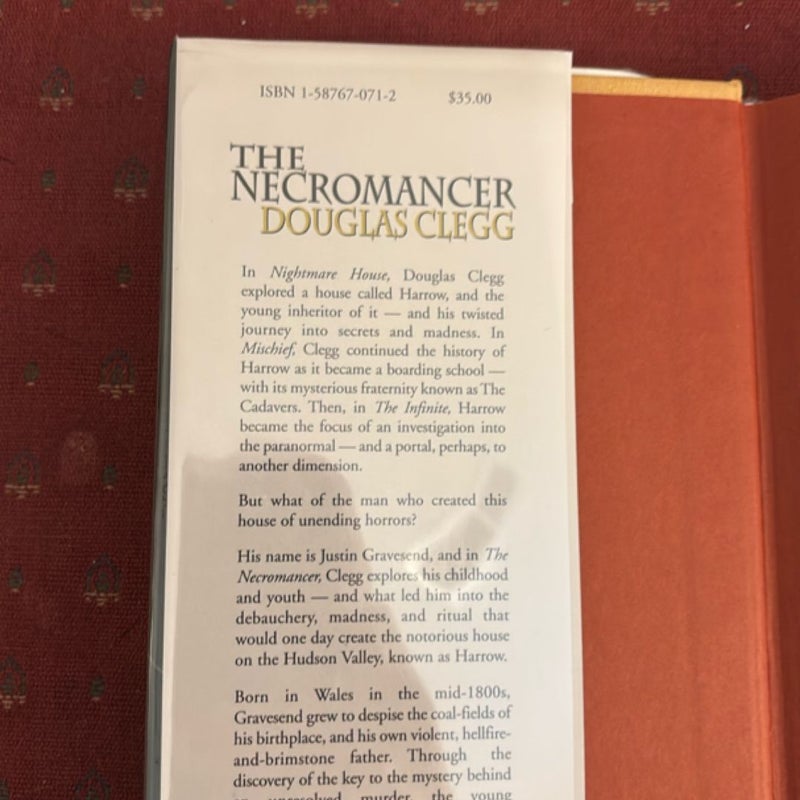 ISBN 1-58767-071-2 $35.00
THE
NECROMANCER
DOUGLAS CLEGG
In Nightmare House, Douglas Clegg
explored a house called Harrow, and the
young inheritor of it — and his twisted
journey into secrets and madness. In
Mischief, Clegg continued the history of
Harrow as it became a boarding school —
with its mysterious fraternity known as The
Cadavers. Then, in The Infinite, Harrow
became the focus of an investigation into
the paranormal — and a portal, perhaps, to
another dimension.
But what of the man who created this
house of unending horrors?
His name is Justin Gravesend, and in The
Necromancer, Clegg explores his childhood
and youth — and what led him into the
debauchery, madness, and ritual that
would one day create the notorious house
on the Hudson Valley, known as Harrow.
Born in Wales in the mid-1800s,
Gravesend grew to despise the coal-fields of
his birthplace, and his own violent, hellfire-
and-brimstone father. Through the
discovery of the key to the mystery behind
an unresolved murder, the young